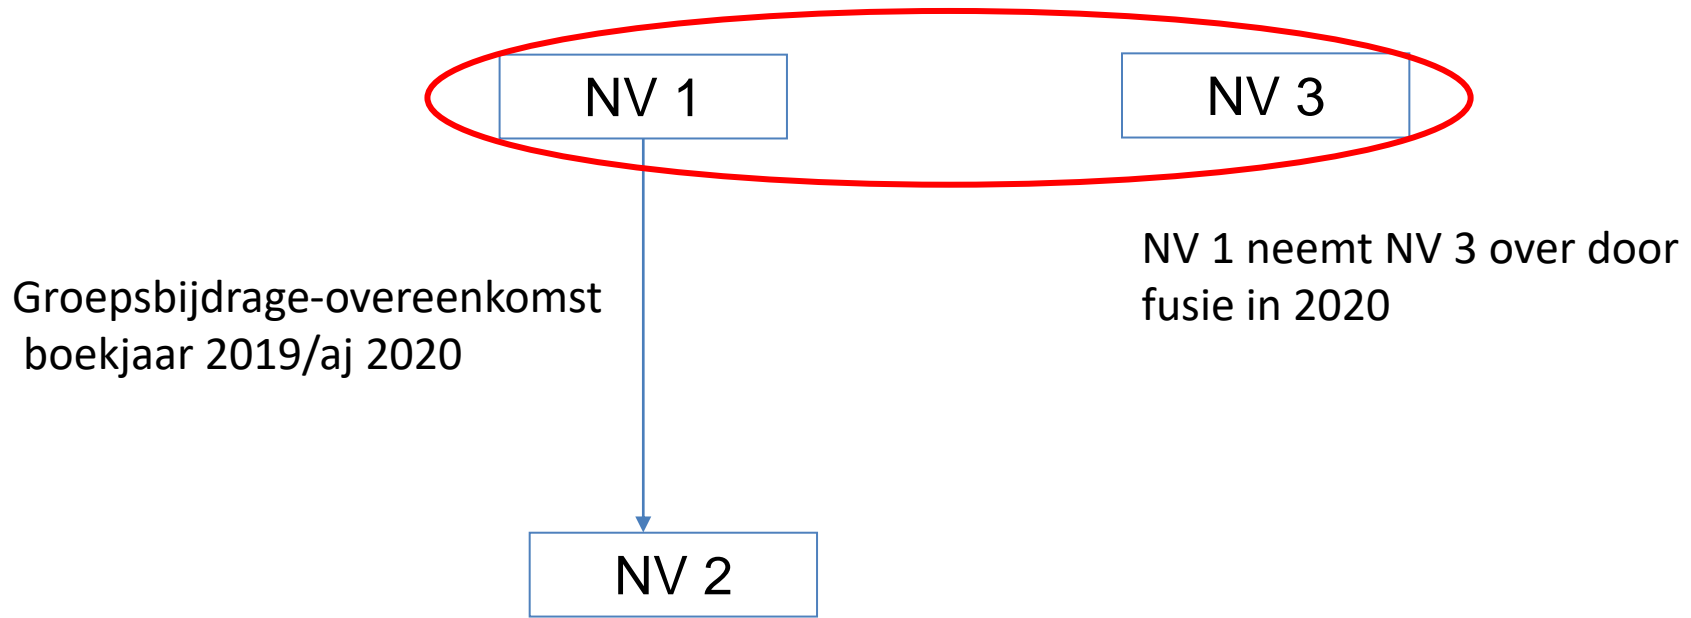 NV 1
NV 3
NV 1 neemt NV 3 over door
fusie in 2020
Groepsbijdrage-overeenkomst
boekjaar 2019/aj 2020
NV 2